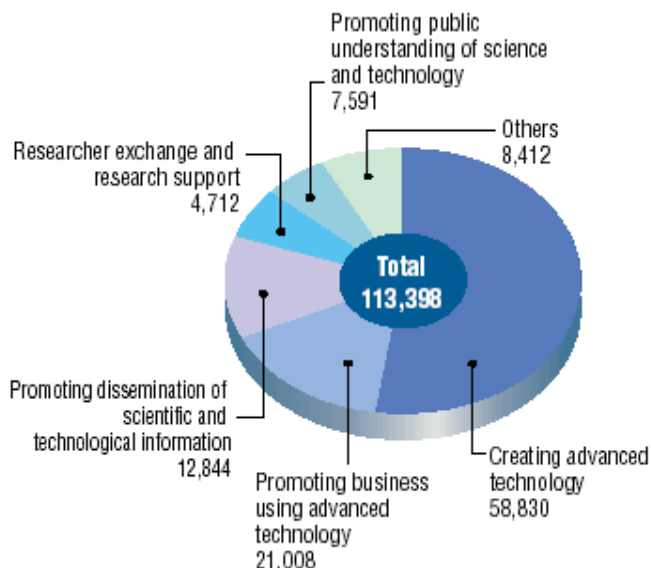 Promoting public
understanding of science
and technology
7,591
Others
8,412
Researcher exchange and
research support
4,712
Total
113,398
Promoting dissemination of
scientific and
technological information
12,844
Promoting business
using advanced
technology
21,008
Creating advanced
technology
58,830